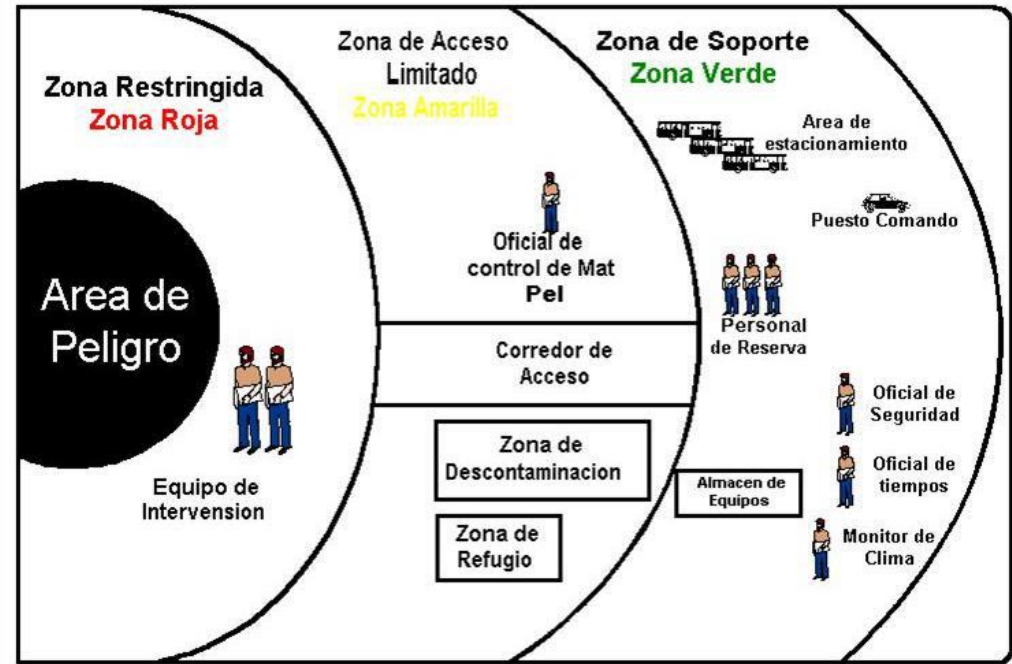 Zona Restringida
Zona Roja
Area de
Peligro
Equipo de
Intervension
Zona de Acceso
Limitado
Zona Amarilla
Oficial de
control de Mat
Pel
Corredor de
Acceso
Zona de
Descontaminacion
Zona de
Refugio
Zona de Soporte
Zona Verde
Area de
estacionamiento
Puesto Comando
Personal
de Reserva
Oficial de
Seguridad
Almacen de
Equipos
Oficial de
tiempos
Monitor de
Clima